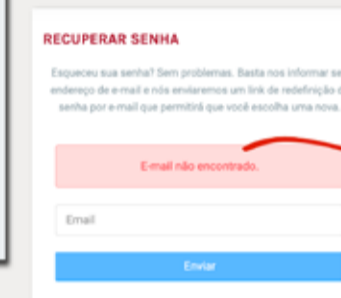 RECUPERAR SENHA
Esqueceu sua senha? Sem problemas. Basta nos informar se
endereço de e-mail e nós enviaremos um link de redefinição d
senha por e-mail que permitirá que você escolha uma nova.
E-mail não encontrado.
Email
Enviar